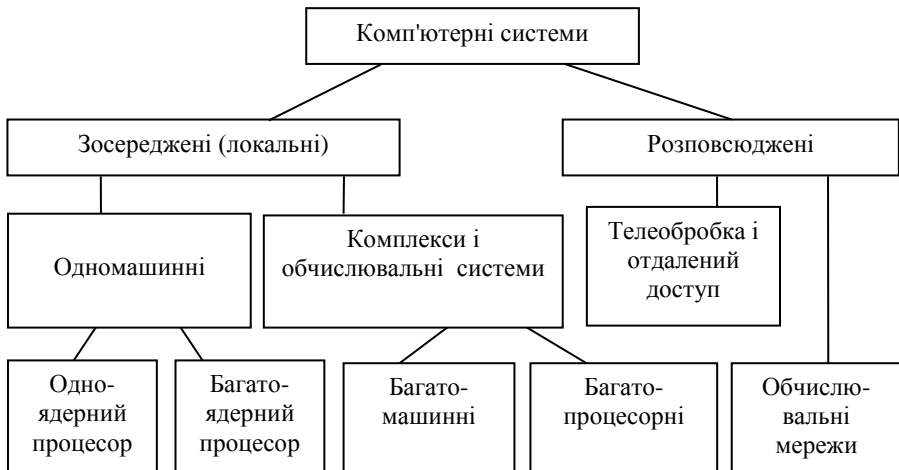 Комп'ютерні системи
Зосереджені (локальні)
Розповсюджені
Одномашинні
Комплекси і
обчислювальні системи
Телеобробка і
отдалений
доступ
Одно-
ядерний
процесор
Багато-
ядерний
процесор
Багато-
машинні
Багато-
процесорні
Обчислю-
вальні
мережи